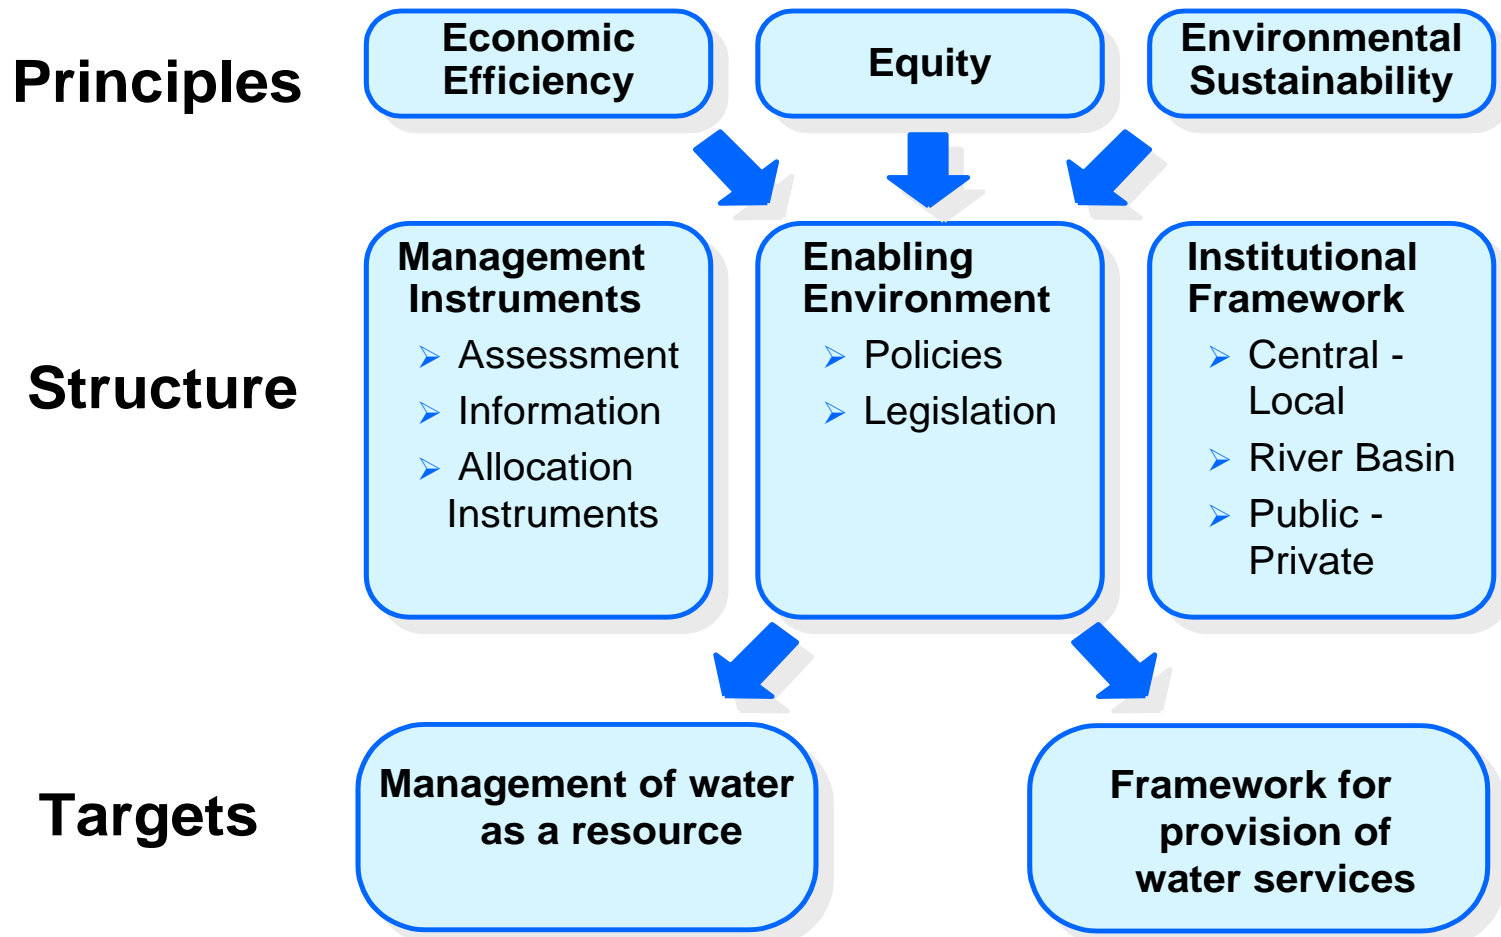 Principles
Economic
Efficiency
Equity
Environmental
Sustainability
Structure
Management
Instruments
➢ Assessment
➢ Information
➢ Allocation
Instruments
Enabling
Environment
➢ Policies
➢ Legislation
Institutional
Framework
➢ Central -
Local
➢ River Basin
➢ Public -
Private
Targets
Management of water
as a resource
Framework for
provision of
water services